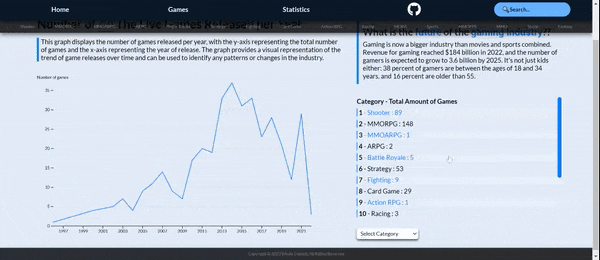 Home
Games
Statistics
Search...
Number of
Games Released per Year
This graph displays the number of games released per year, with the y-axis representing the total number
of games and the x-axis representing the year of release. The graph provides a visual representation of the
trend of game releases over time and can be used to identify any patterns or changes in the industry.
Number of games
35
30
25
20
15
10
5
0
1997 1999 2001 2003 2005 2007 2009 2011 2013 2015 2017 2019 2021
What is the future of the gaming industry??
Gaming is now a bigger industry than movies and sports combined.
Revenue for gaming reached $184 billion in 2022, and the number of
gamers is expected to grow to 3.6 billion by 2025. It's not just kids
either: 38 percent of gamers are between the ages of 18 and 34
years, and 16 percent are older than 55.
Category - Total Amount of Games
1 - Shooter : 89
2 - MMORPG : 148
3 - MMOARPG : 1
4 - ARPG : 2
5 - Battle Royale : 5
6 - Strategy : 53
7 - Fighting : 9
8 - Card Game : 29
9 - Action RPG : 1
10 - Racing : 3
Select Category